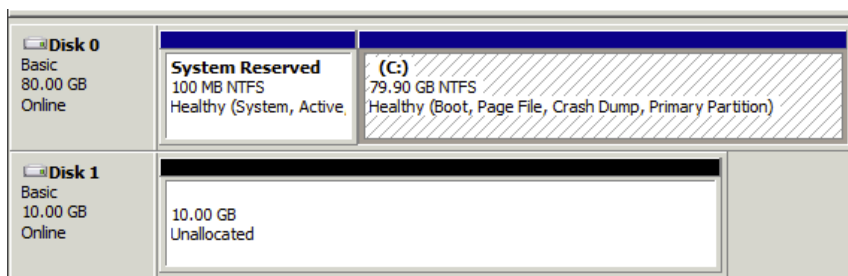 Disk 0
Basic
80.00 GB
Online
System Reserved
100 MB NTFS
Healthy (System, Active,
(C:)
79.90 GB NTFS
Healthy (Boot, Page File, Crash Dump, Primary Partition)
Disk 1
Basic
10.00 GB
Online
10.00 GB
Unallocated